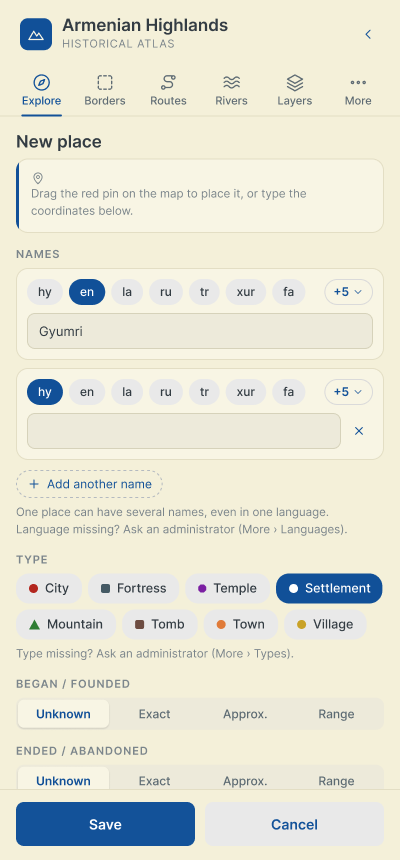 Armenian Highlands
HISTORICAL ATLAS
Explore Borders Routes Rivers Layers More
New place
Drag the red pin on the map to place it, or type the
coordinates below.
NAMES
hy en la ru tr xur fa +5
Gyumri
hy en la ru tr xur fa +5
Add another name
One place can have several names, even in one language.
Language missing? Ask an administrator (More › Languages).
TYPE
City Fortress Temple Settlement
Mountain Tomb Town Village
Type missing? Ask an administrator (More › Types).
BEGAN / FOUNDED
Unknown Exact Approx. Range
ENDED / ABANDONED
Unknown Exact Approx. Range
Save Cancel